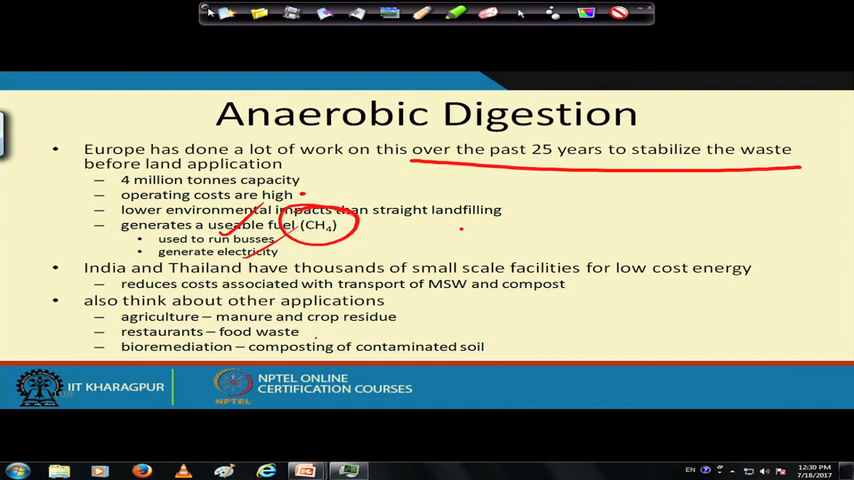 Anaerobic Digestion
• Europe has done a lot of work on this over the past 25 years to stabilize the waste
before land application
– 4 million tonnes capacity
– operating costs are high
– lower environmental impacts than straight landfilling
– generates a useable fuel (CH4)
• used to run busses
• generate electricity
• India and Thailand have thousands of small scale facilities for low cost energy
– reduces costs associated with transport of MSW and compost
• also think about other applications
– agriculture – manure and crop residue
– restaurants – food waste
– bioremediation – composting of contaminated soil
IIT KHARAGPUR
NPTEL
NPTEL ONLINE
CERTIFICATION COURSES
EN
12:30 PM
7/18/2017